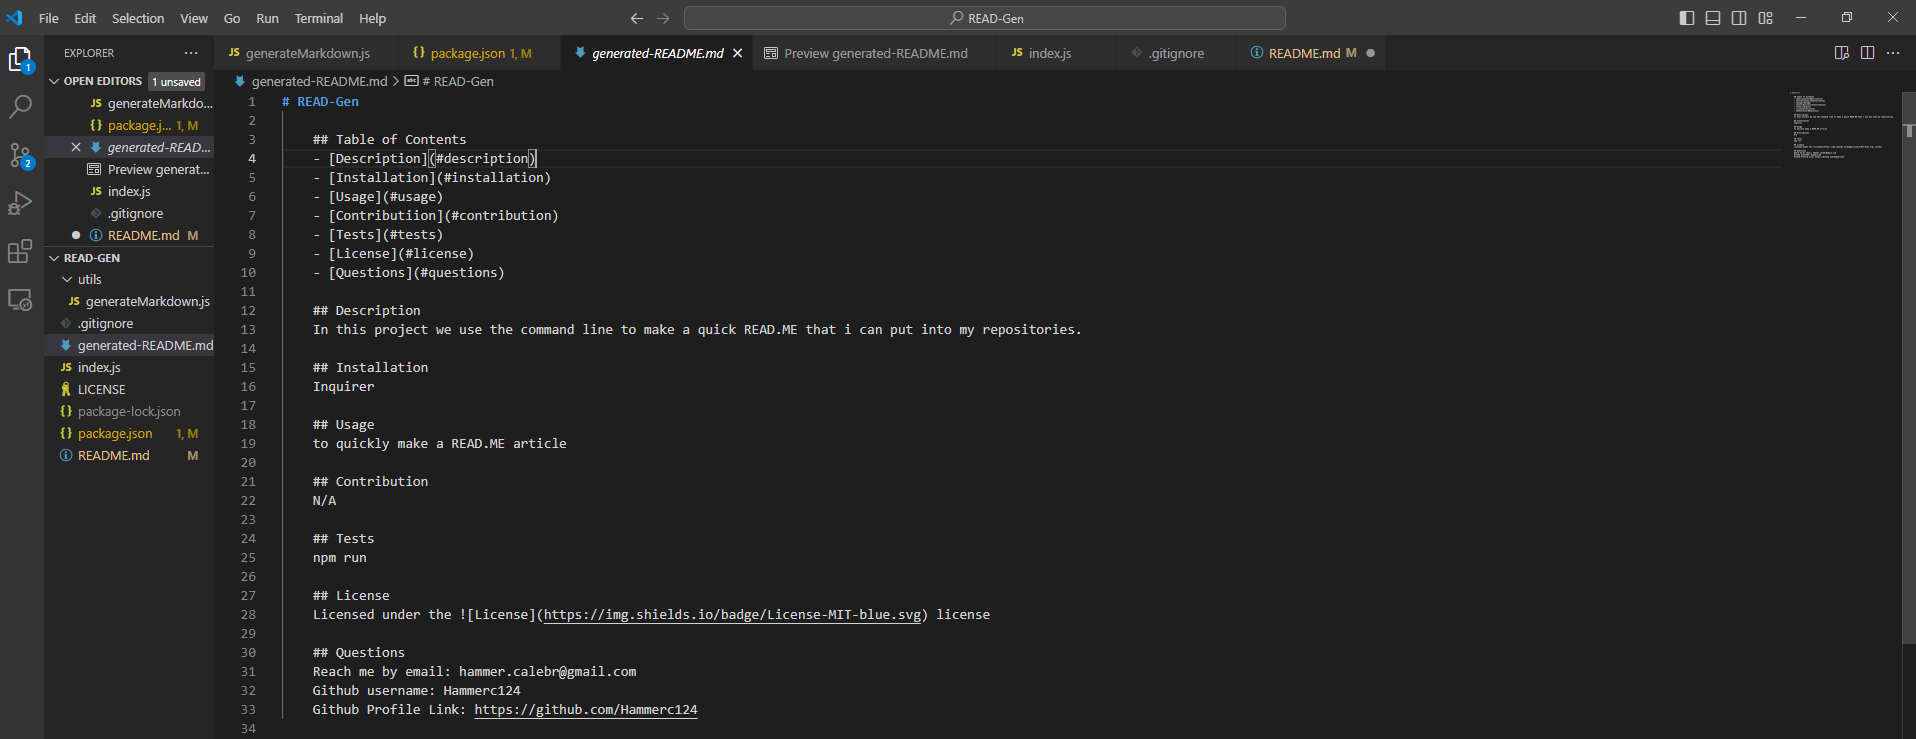 File Edit Selection View Go Run Terminal Help
READ-Gen
EXPLORER
OPEN EDITORS 1 unsaved
JS generateMarkdo...
{} package.j... 1, M
generated-READ...
Preview generat...
JS index.js
.gitignore
README.md M
READ-GEN
utils
JS generateMarkdown.js
.gitignore
generated-README.md
JS index.js
LICENSE
{} package-lock.json
{} package.json 1, M
README.md M
1
2
JS generateMarkdown.js {} package.json 1, M generated-README.md Preview generated-README.md JS index.js .gitignore README.md M
generated-README.md > abc # READ-Gen
1 # READ-Gen
2
3 ## Table of Contents
4 - [Description](#description)
5 - [Installation](#installation)
6 - [Usage](#usage)
7 - [Contributiion](#contribution)
8 - [Tests](#tests)
9 - [License](#license)
10 - [Questions](#questions)
11
12 ## Description
13 In this project we use the command line to make a quick READ.ME that i can put into my repositories.
14
15 ## Installation
16 Inquirer
17
18 ## Usage
19 to quickly make a READ.ME article
20
21 ## Contribution
22 N/A
23
24 ## Tests
25 npm run
26
27 ## License
28 Licensed under the ![License](https://img.shields.io/badge/License-MIT-blue.svg) license
29
30 ## Questions
31 Reach me by email: hammer.calebr@gmail.com
32 Github username: Hammerc124
33 Github Profile Link: https://github.com/Hammerc124
34